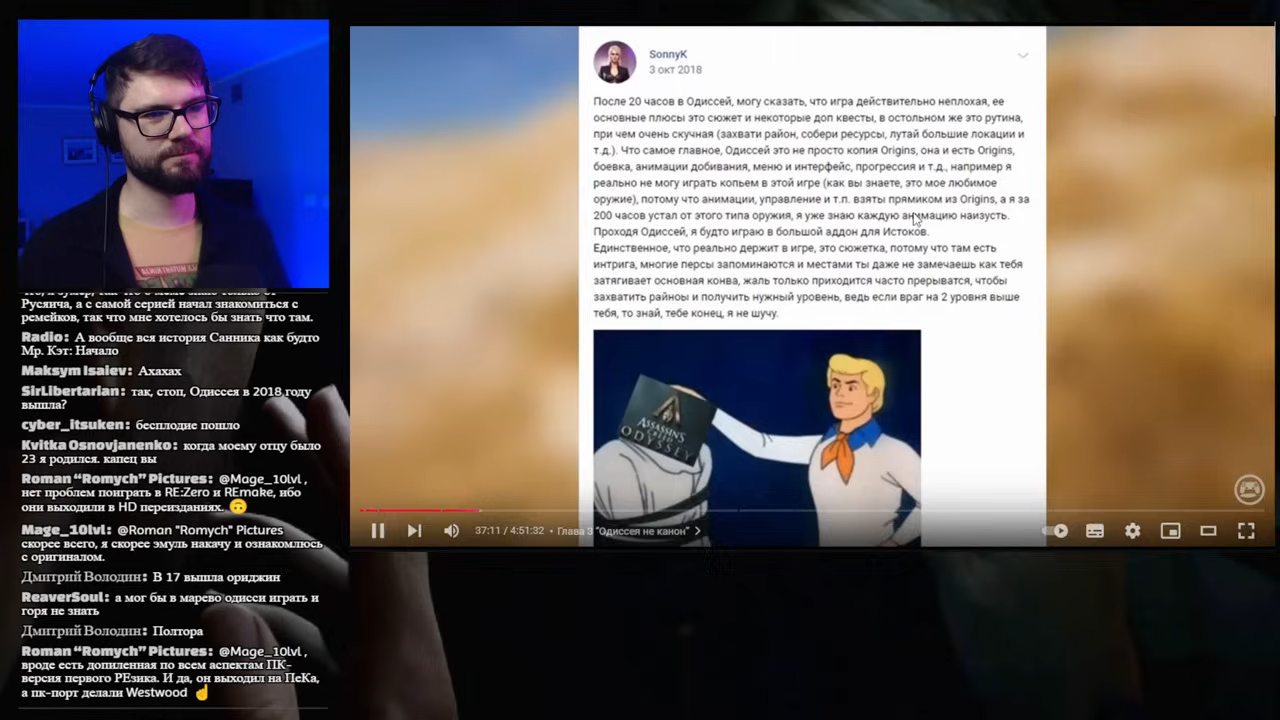 SonnyK
3 окт 2018
После 20 часов в Одиссей, могу сказать, что игра действительно неплохая, ее
основные плюсы это сюжет и некоторые доп квесты, в остольном же это рутина,
при чем очень скучная (захвати район, собери ресурсы, лутай большие локации и
т.д.). Что самое главное, Одиссей это не просто копия Origins, она и есть Origins,
боевка, анимации добивания, меню и интерфейс, прогрессия и т.д., например я
реально не могу играть копьем в этой игре (как вы знаете, это мое любимое
оружие), потому что анимации, управление и т.п. взяты прямиком из Origins, а я за
200 часов устал от этого типа оружия, я уже знаю каждую анимацию наизусть.
Проходя Одиссей, я будто играю в большой аддон для Истоков.
Единственное, что реально держит в игре, это сюжетка, потому что там есть
интрига, многие персы запоминаются и местами ты даже не замечаешь как тебя
затягивает основная конва, жаль только приходится часто прерыватся, чтобы
захватить райноы и получить нужный уровень, ведь если враг на 2 уровня выше
тебя, то знай, тебе конец, я не шучу.
ASSASSIN'S
CREED
ODYSSEY
37:11 / 4:51:32 • Глава 3 "Одиссея не канон"
Русяича, а с самой серией начал знакомиться с
ремейков, так что мне хотелось бы знать что там.
Radio: А вообще вся история Санника как будто
Мр. Кэт: Начало
Maksym Isaiev: Ахахах
SirLibertarian: так, стоп, Одиссея в 2018 году
вышла?
cyber_itsuken: бесплодие пошло
Kvitka Osnovjanenko: когда моему отцу было
23 я родился. капец вы
Roman “Romych” Pictures: @Mage_10lvl ,
нет проблем поиграть в RE:Zero и REmake, ибо
они выходили в HD переизданиях.
Mage_10lvl: @Roman "Romych" Pictures
скорее всего, я скорее эмуль накачу и ознакомлюсь
с оригиналом.
Дмитрий Володин: В 17 вышла ориджин
ReaverSoul: а мог бы в марево одисси играть и
горя не знать
Дмитрий Володин: Полтора
Roman “Romych” Pictures: @Mage_10lvl ,
вроде есть допиленная по всем аспектам ПК-
версия первого РЕзика. И да, он выходил на ПеКа,
а пк-порт делали Westwood